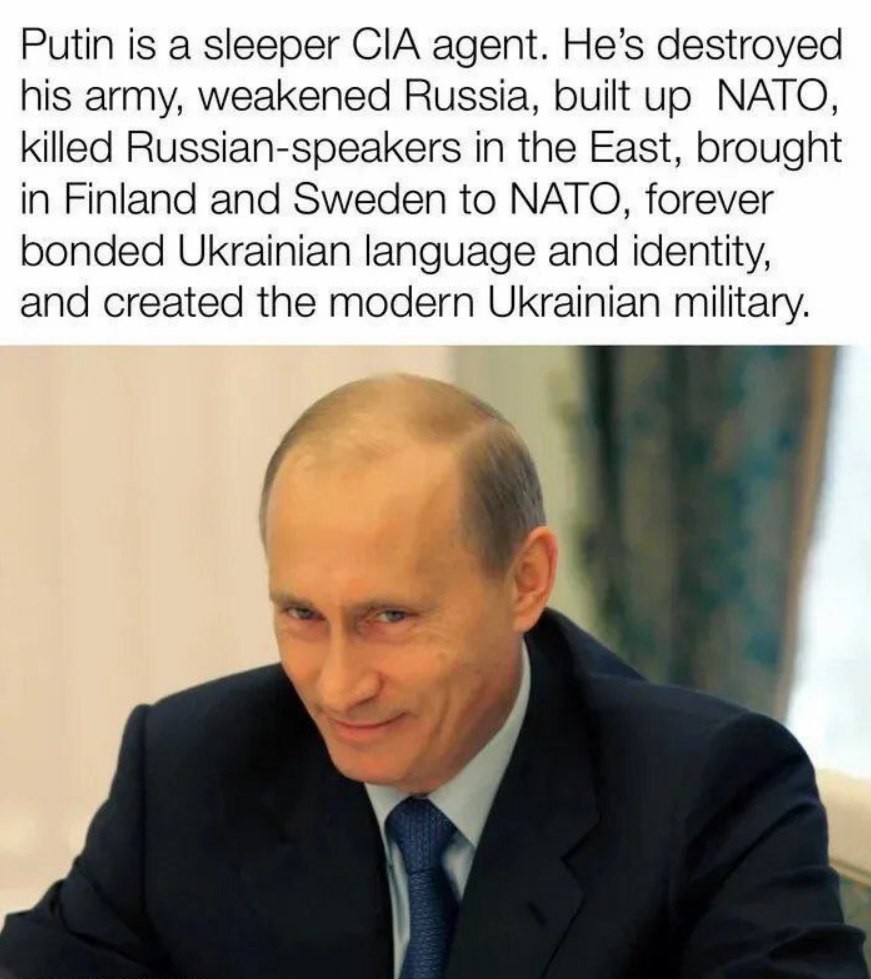 Putin is a sleeper CIA agent. He’s destroyed
his army, weakened Russia, built up  NATO,
killed Russian-speakers in the East, brought
in Finland and Sweden to NATO, forever
bonded Ukrainian language and identity,
and created the modern Ukrainian military.